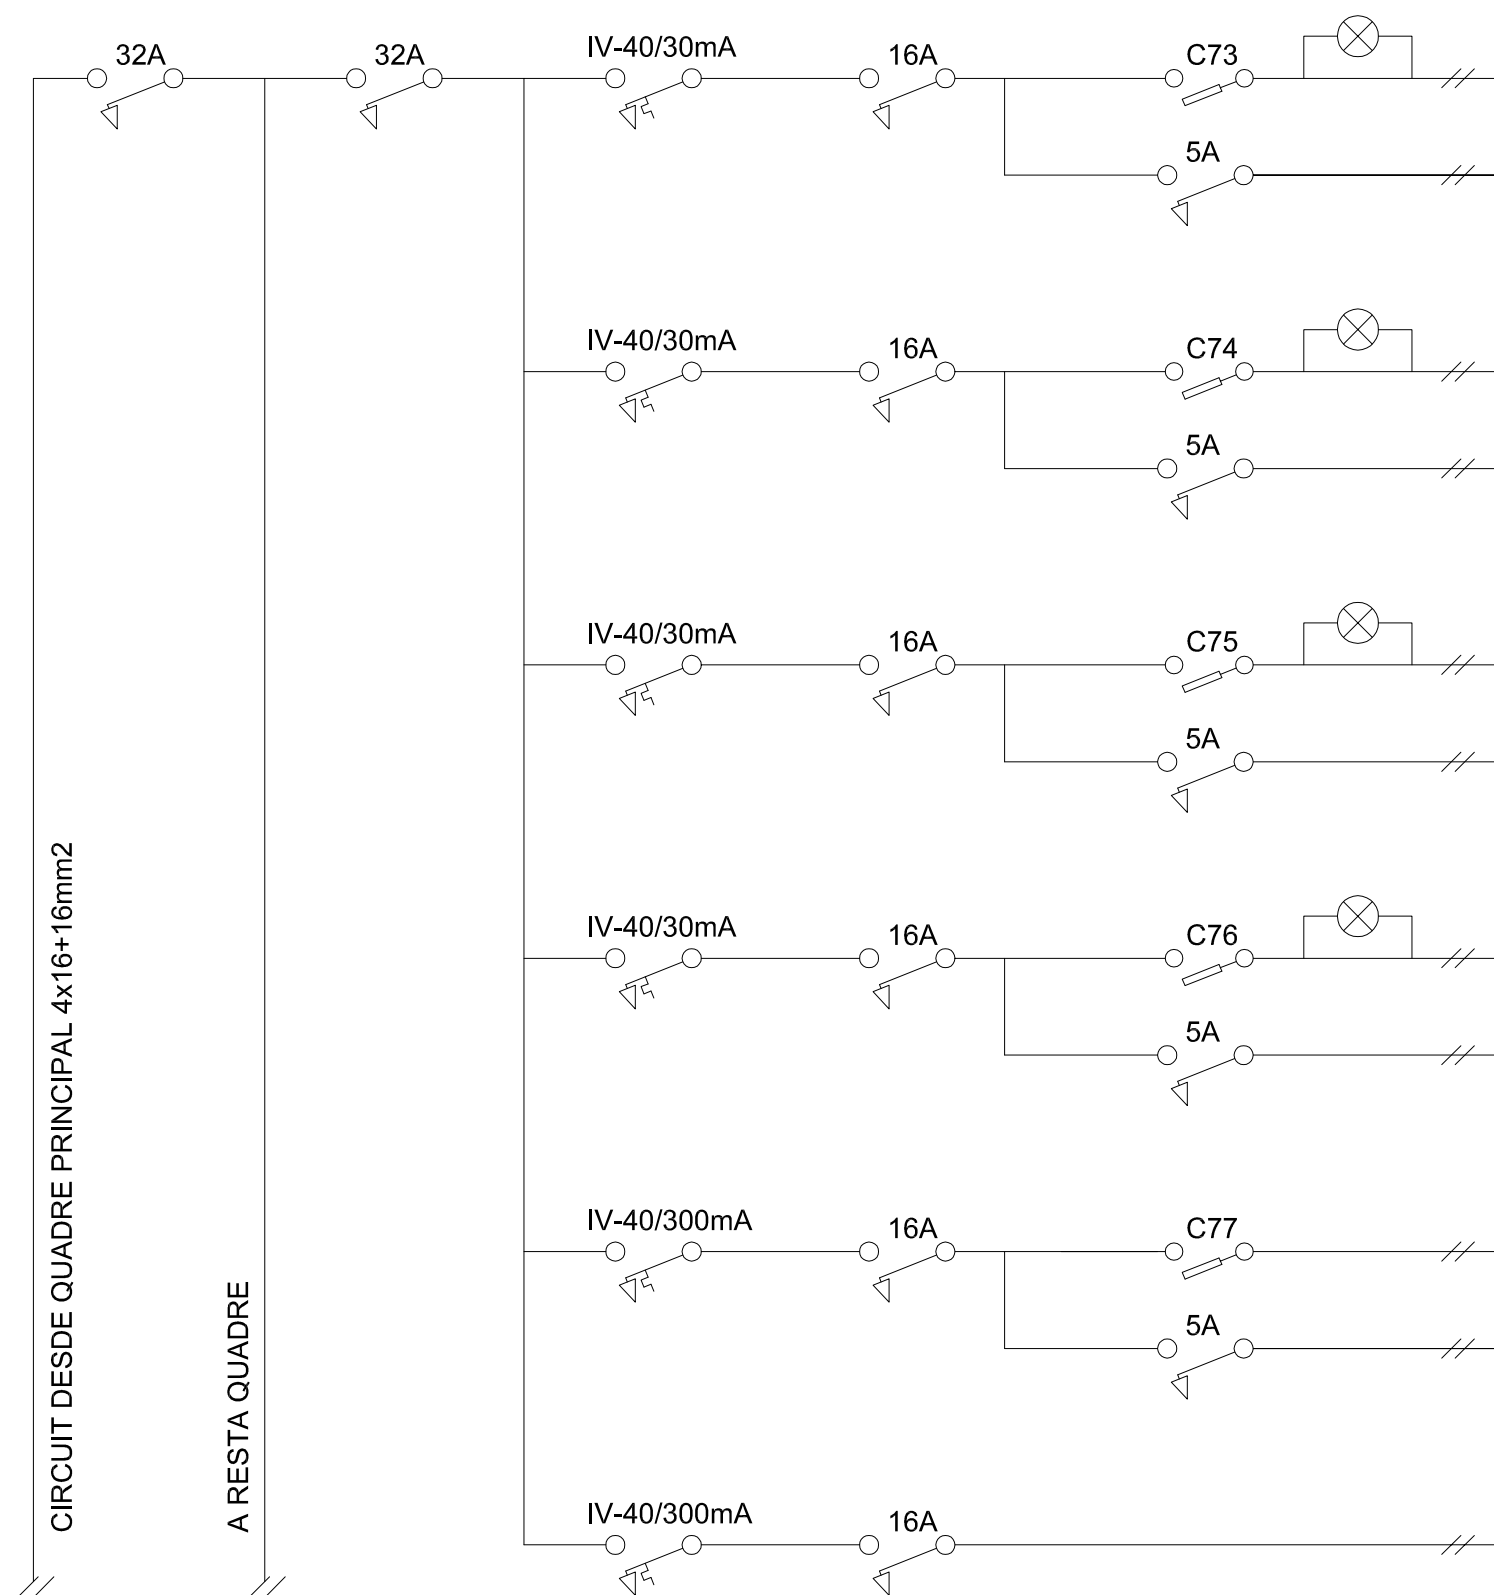 32A
32A
IV-40/30mA
16A
C73
5A
IV-40/30mA
16A
C74
5A
IV-40/30mA
16A
C75
5A
IV-40/30mA
16A
C76
5A
IV-40/300mA
16A
C77
5A
IV-40/300mA
16A
CIRCUIT DESDE QUADRE PRINCIPAL 4x16+16mm2
A RESTA QUADRE